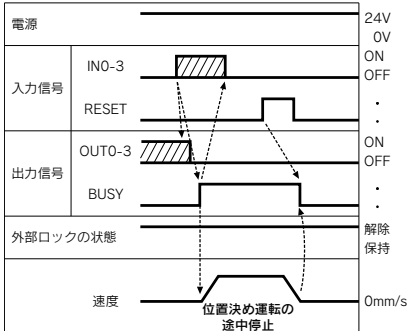 電源
24V
0V
入力信号
IN0-3
ON
OFF
RESET
・
・
出力信号
OUT0-3
ON
OFF
BUSY
・
・
外部ロックの状態
解除
保持
速度
位置決め運転の
途中停止
0mm/s